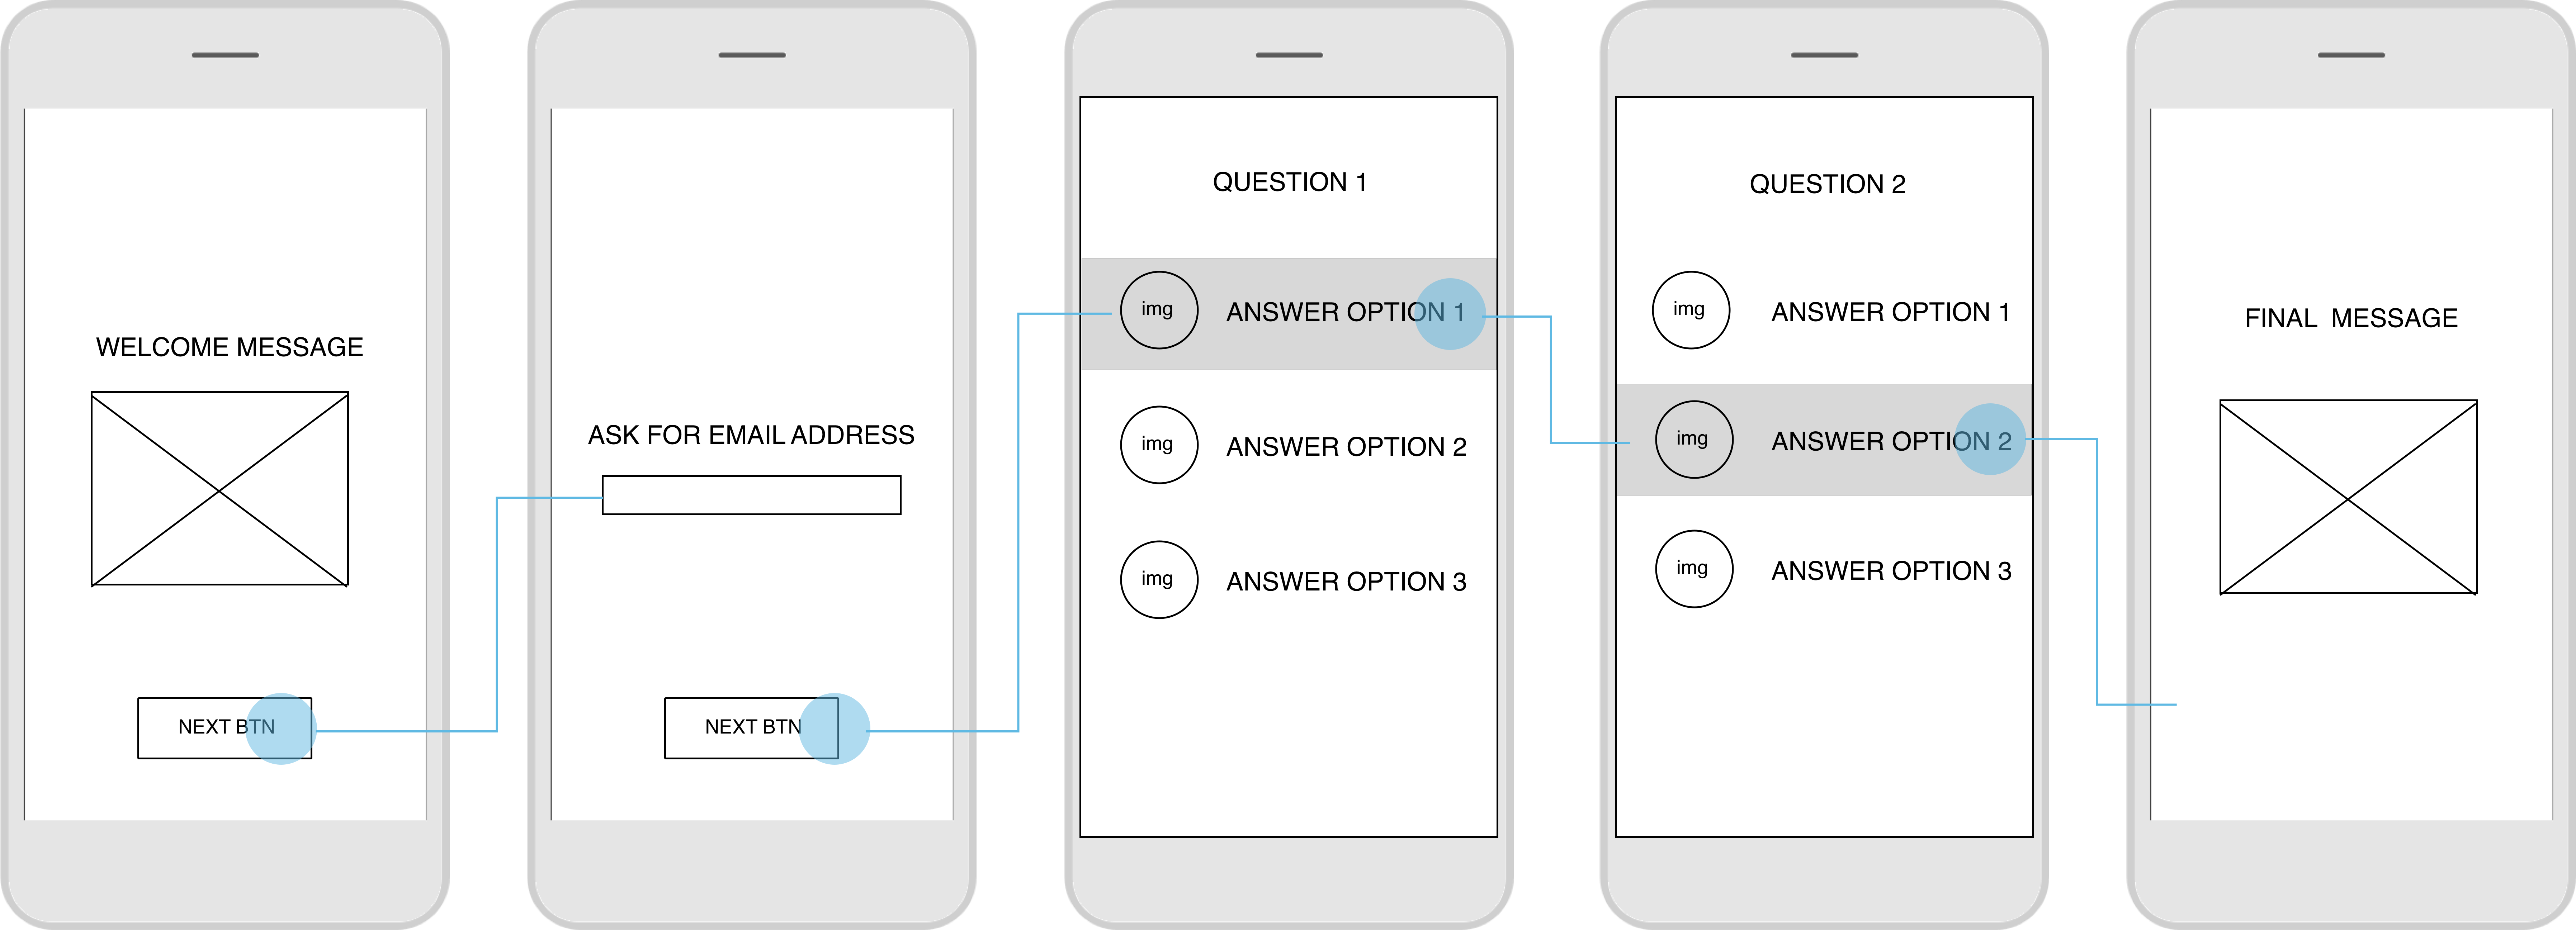 WELCOME MESSAGE
NEXT BTN
ASK FOR EMAIL ADDRESS
NEXT BTN
QUESTION 1
img ANSWER OPTION 1
img ANSWER OPTION 2
img ANSWER OPTION 3
QUESTION 2
img ANSWER OPTION 1
img ANSWER OPTION 2
img ANSWER OPTION 3
FINAL MESSAGE